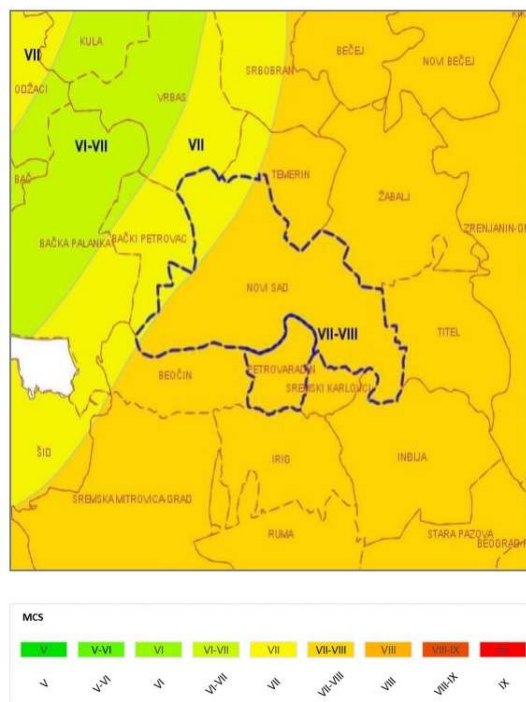 KULA
BEČEJ
VII
NOVI BEČEJ
SRBOBRAN
ODŽACI
VRBAS
VI-VII
VII
BAČ
TEMERIN
ŽABALJ
ZRENJANIN-GR
BAČKA PALANKA
BAČKI PETROVAC
NOVI SAD
VII-VIII
TITEL
BEOČIN
PETROVARADIN
SREMSKI KARLOVCI
ŠID
IRIG
INĐIJA
SREMSKA MITROVICA-GRAD
RUMA
STARA PAZOVA
MCS
V V-VI VI VI-VII VII VII-VIII VIII VIII-IX
V V-VI VI VI-VII VII VII-VIII VIII VIII-IX IX